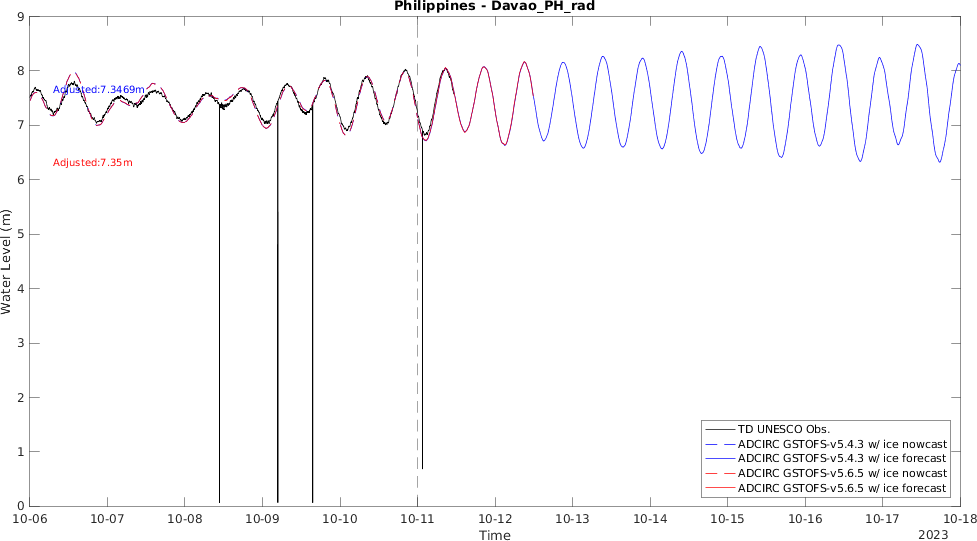 Philippines - Davao_PH_rad
9
8
7
6
5
4
3
2
1
0
Water Level (m)
Adjusted:7.3469m
Adjusted:7.35m
TD UNESCO Obs.
ADCIRC GSTOFS-v5.4.3 w/ ice nowcast
ADCIRC GSTOFS-v5.4.3 w/ ice forecast
ADCIRC GSTOFS-v5.6.5 w/ ice nowcast
ADCIRC GSTOFS-v5.6.5 w/ ice forecast
10-06 10-07 10-08 10-09 10-10 10-11 10-12 10-13 10-14 10-15 10-16 10-17 10-18
Time
2023